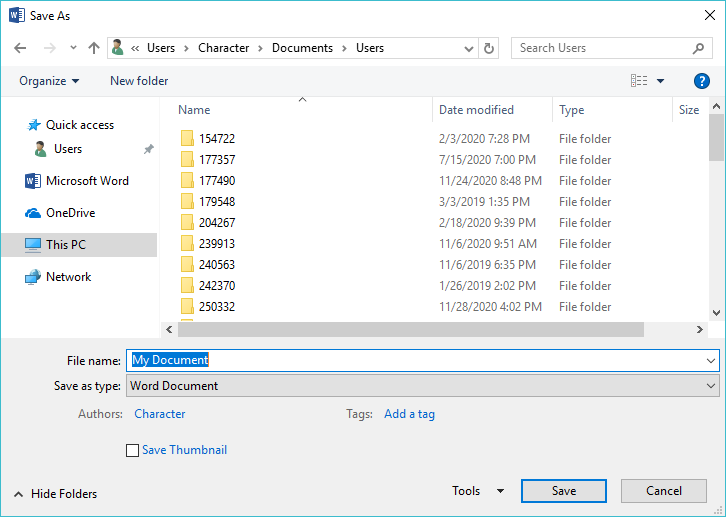 Save As
« Users > Character > Documents > Users
Search Users
Organize
New folder
?
Name Date modified Type Size
Quick access
Users
Microsoft Word
OneDrive
This PC
Network
154722 2/3/2020 7:28 PM File folder
177357 7/15/2020 7:00 PM File folder
177490 11/24/2020 8:48 PM File folder
179548 3/3/2019 1:35 PM File folder
204267 2/18/2020 9:39 PM File folder
239913 11/6/2020 9:51 AM File folder
240563 11/6/2019 6:35 PM File folder
242370 1/26/2019 2:02 PM File folder
250332 11/28/2020 4:02 PM File folder
File name: My Document
Save as type: Word Document
Authors: Character Tags: Add a tag
Save Thumbnail
Hide Folders
Tools
Save
Cancel